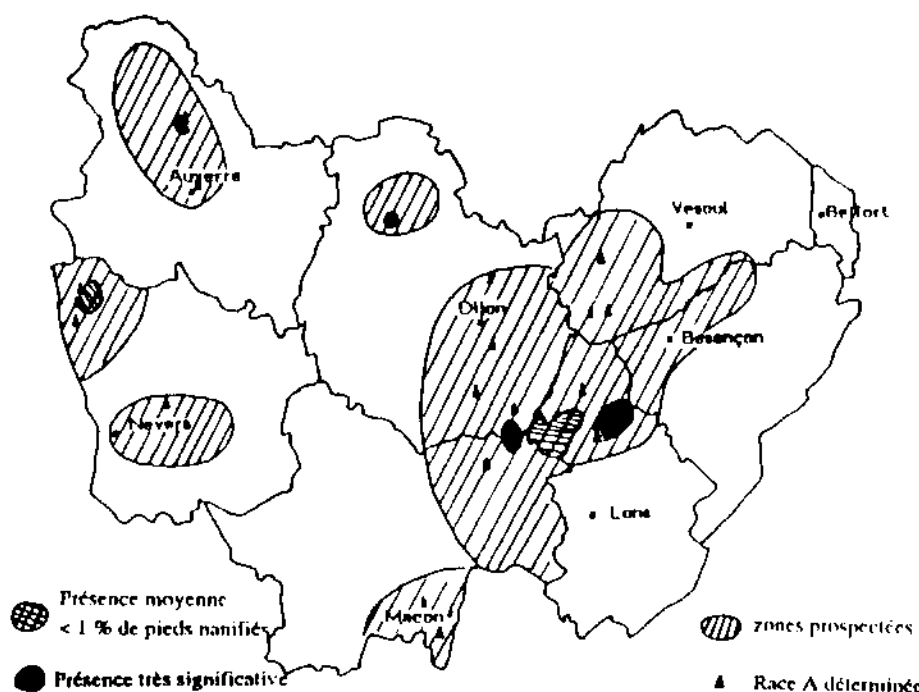 Auxerre
Vesoul
Belfort
Dijon
Besançon
Nevers
Lons
Macon
Présence moyenne
< 1 % de pieds nanifiés
zones prospectées
Présence très significative
Race A déterminée